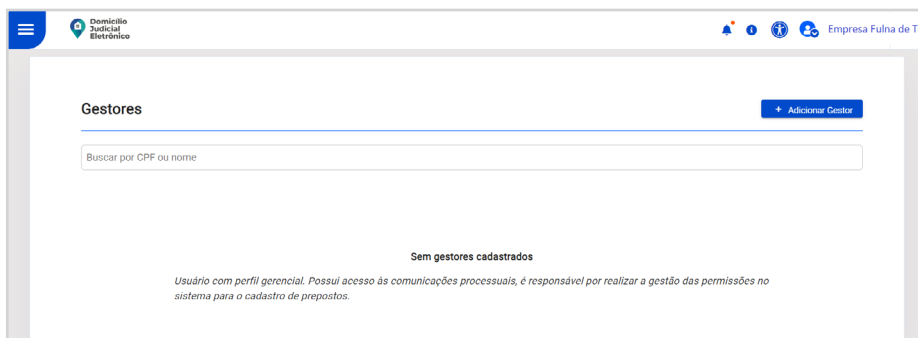 Domicílio
Judicial
Eletrônico
Empresa Fulna de T
Gestores
+ Adicionar Gestor
Buscar por CPF ou nome
Sem gestores cadastrados
Usuário com perfil gerencial. Possui acesso às comunicações processuais, é responsável por realizar a gestão das permissões no
sistema para o cadastro de prepostos.